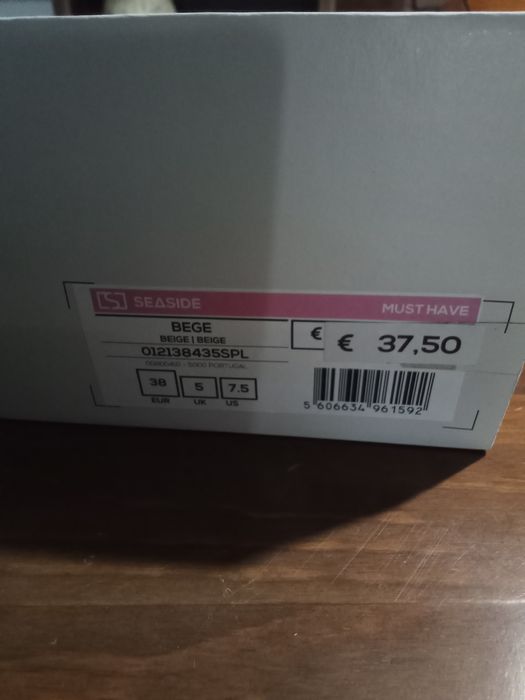 SEASIDE MUST HAVE
BEGE
BEIGE | BEIGE
012138435SPL
€ € 37,50
38 5 7.5
EUR UK US
5 606634 961592